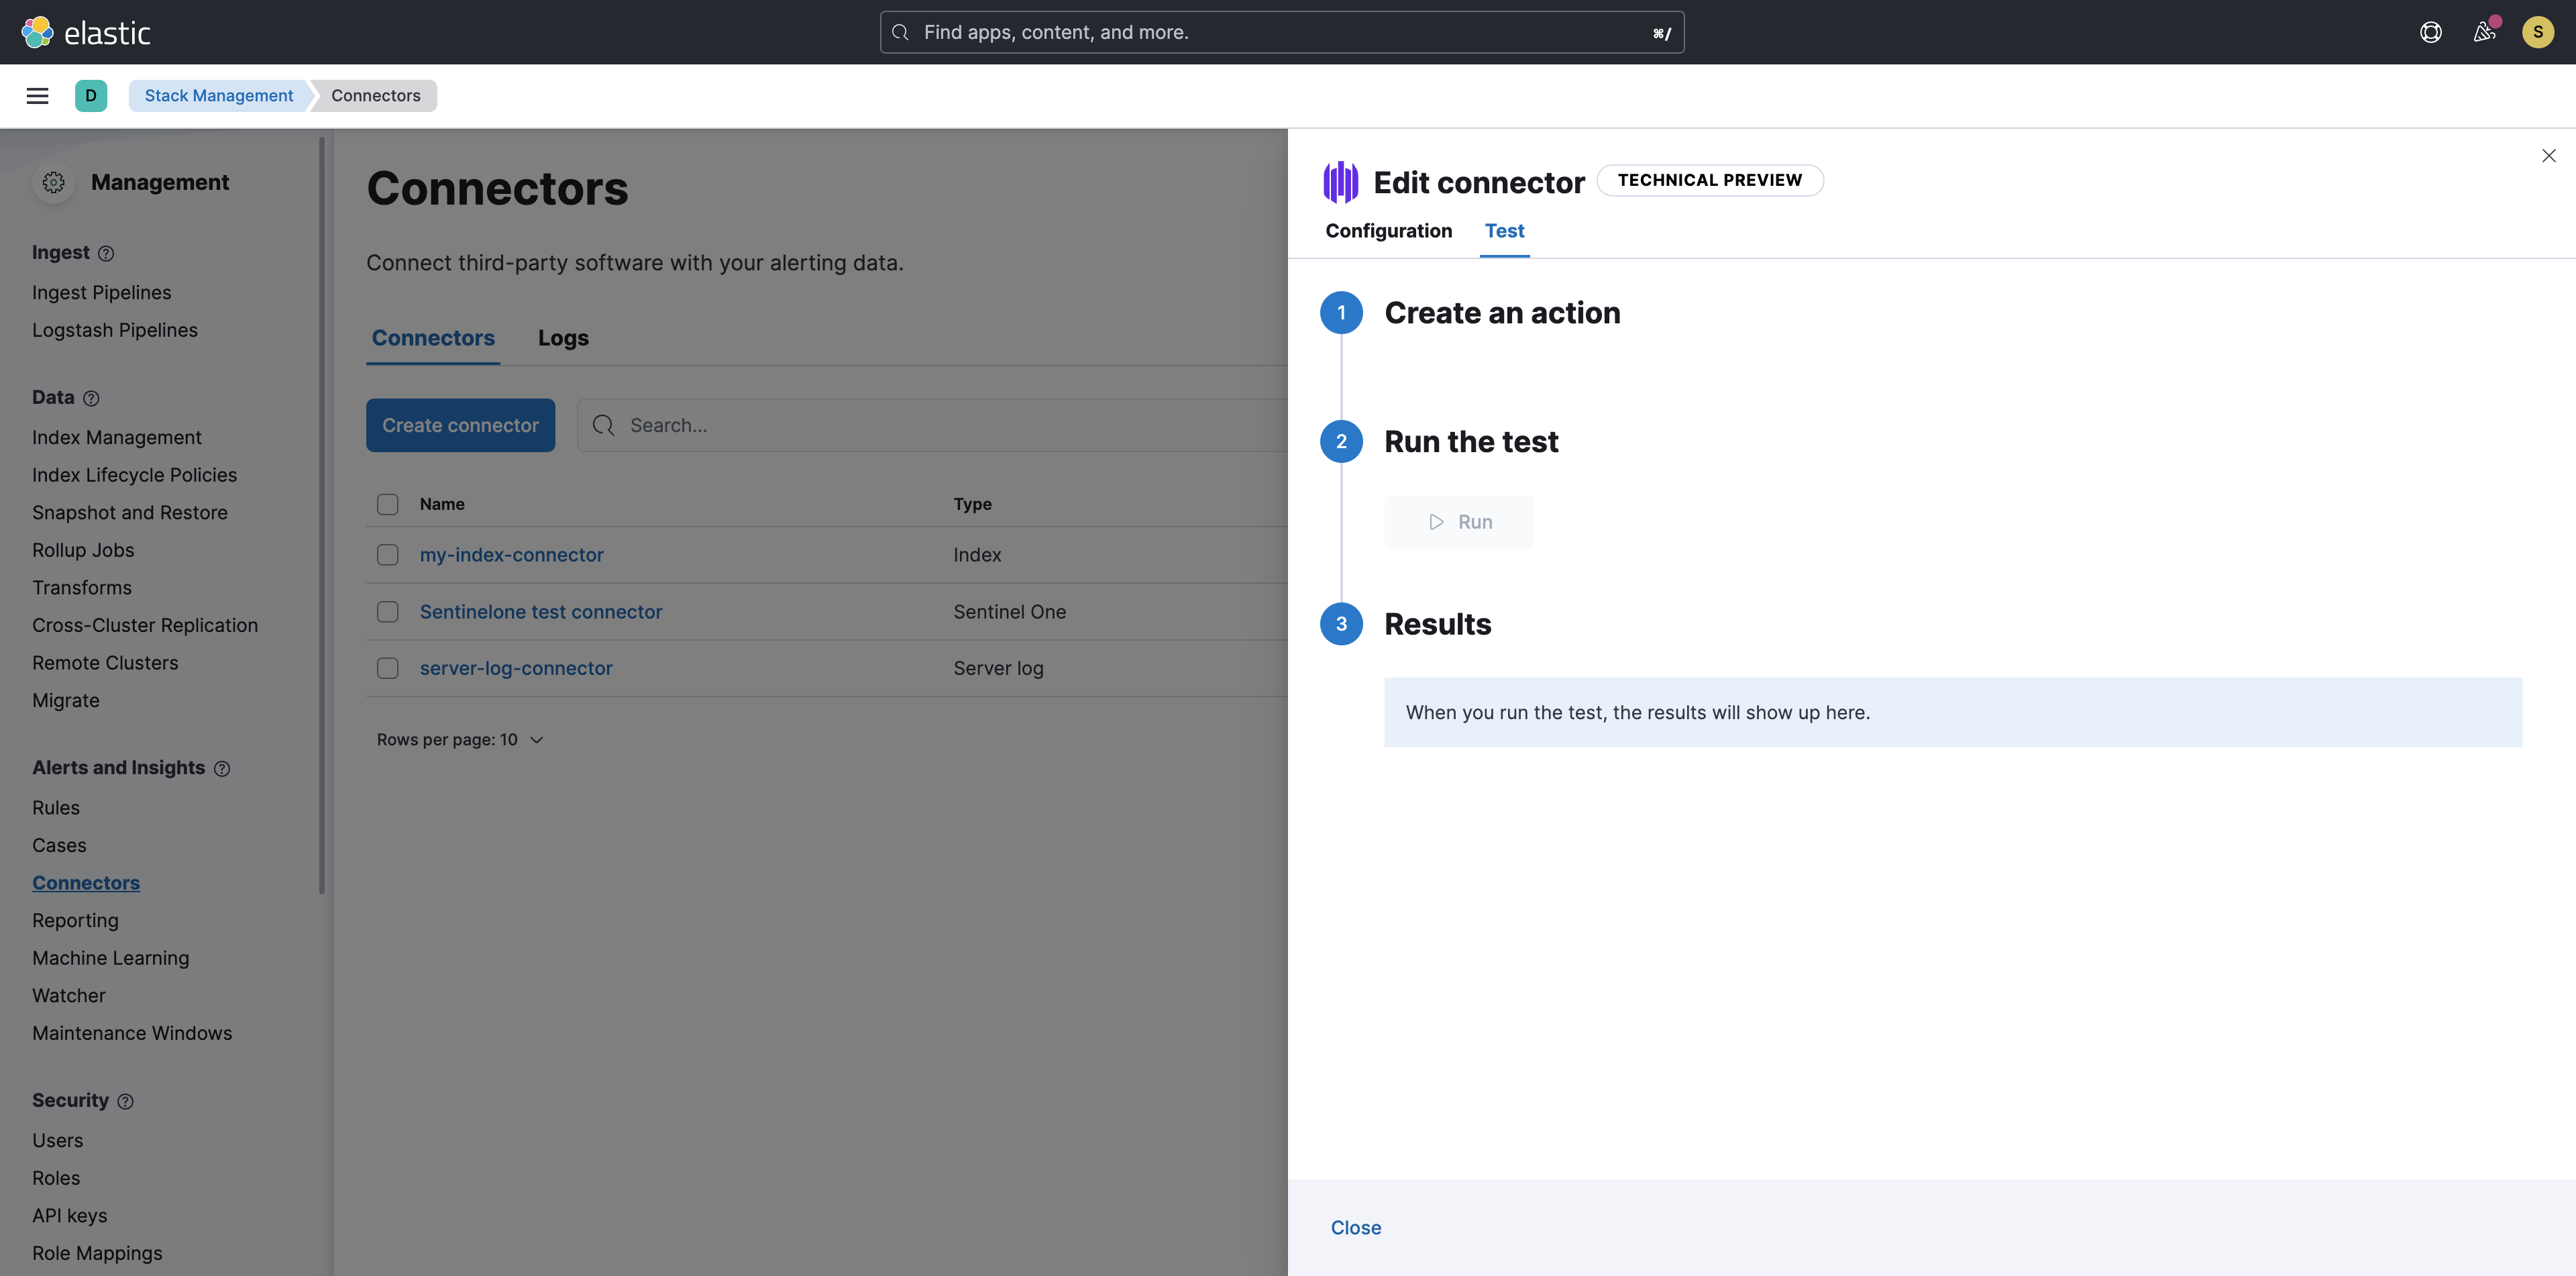 elastic
Find apps, content, and more.
⌘/
S
D
Stack Management
Connectors
Management
Ingest
Ingest Pipelines
Logstash Pipelines
Data
Index Management
Index Lifecycle Policies
Snapshot and Restore
Rollup Jobs
Transforms
Cross-Cluster Replication
Remote Clusters
Migrate
Alerts and Insights
Rules
Cases
Connectors
Reporting
Machine Learning
Watcher
Maintenance Windows
Security
Users
Roles
API keys
Role Mappings
Connectors
Connect third-party software with your alerting data.
Connectors Logs
Create connector Search...
Name Type
my-index-connector Index
Sentinelone test connector Sentinel One
server-log-connector Server log
Rows per page: 10
Edit connector TECHNICAL PREVIEW
Configuration Test
1 Create an action
2 Run the test
Run
3 Results
When you run the test, the results will show up here.
Close